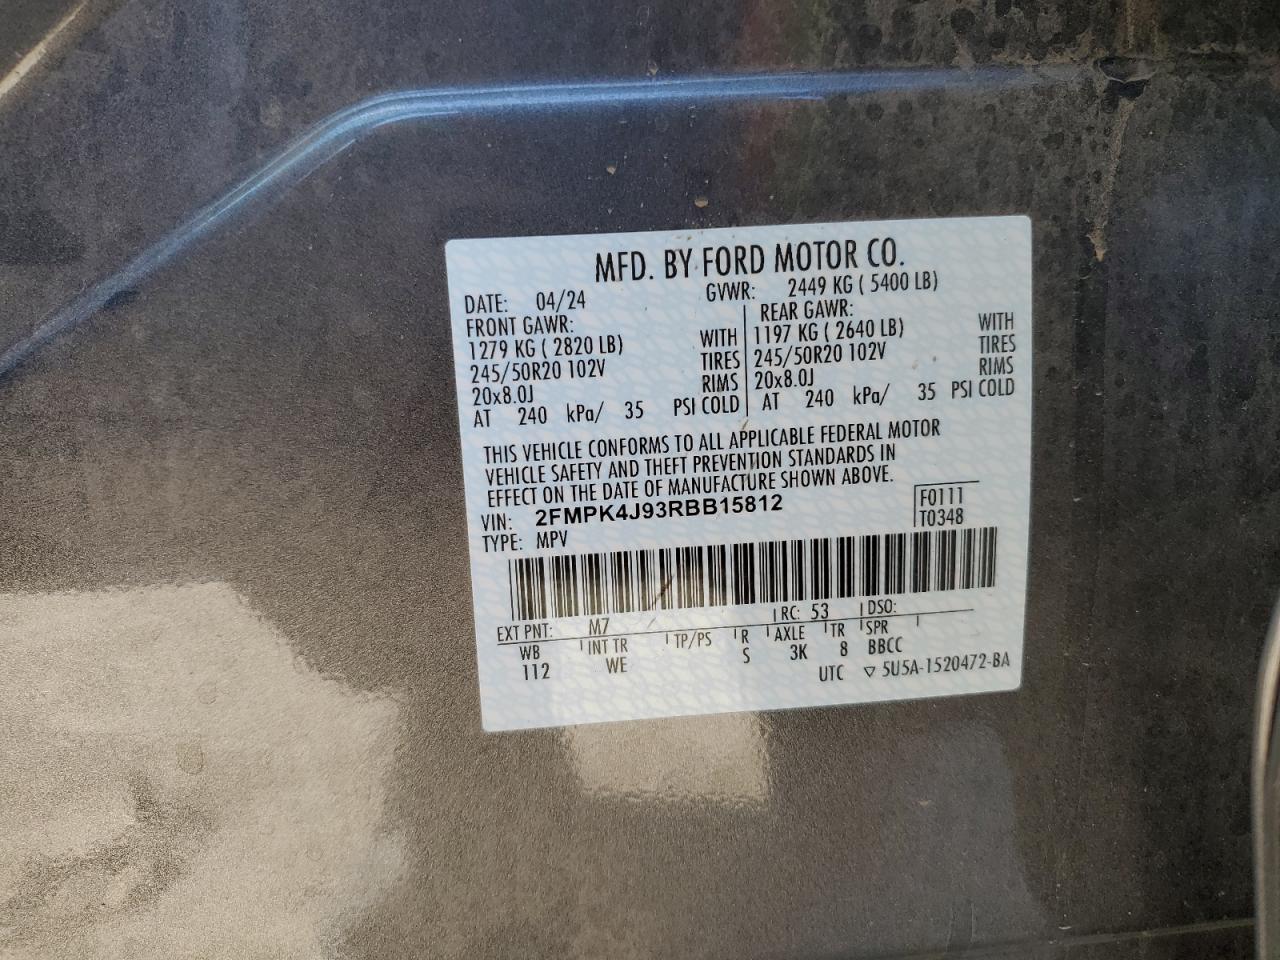 MFD. BY FORD MOTOR CO.
DATE: 04/24 GVWR: 2449 KG ( 5400 LB)
FRONT GAWR:
1279 KG ( 2820 LB) WITH
245/50R20 102V TIRES
20x8.0J RIMS
AT 240 kPa/ 35 PSI COLD
REAR GAWR:
1197 KG ( 2640 LB) WITH
245/50R20 102V TIRES
20x8.0J RIMS
AT 240 kPa/ 35 PSI COLD
THIS VEHICLE CONFORMS TO ALL APPLICABLE FEDERAL MOTOR
VEHICLE SAFETY AND THEFT PREVENTION STANDARDS IN
EFFECT ON THE DATE OF MANUFACTURE SHOWN ABOVE.
VIN: 2FMPK4J93RBB15812 F0111
TYPE: MPV T0348
EXT PNT: M7 RC: 53 DSO:
WB INT TR TP/PS R AXLE TR SPR
112 WE S 3K 8 BBCC
UTC ▽ 5U5A-1520472-BA